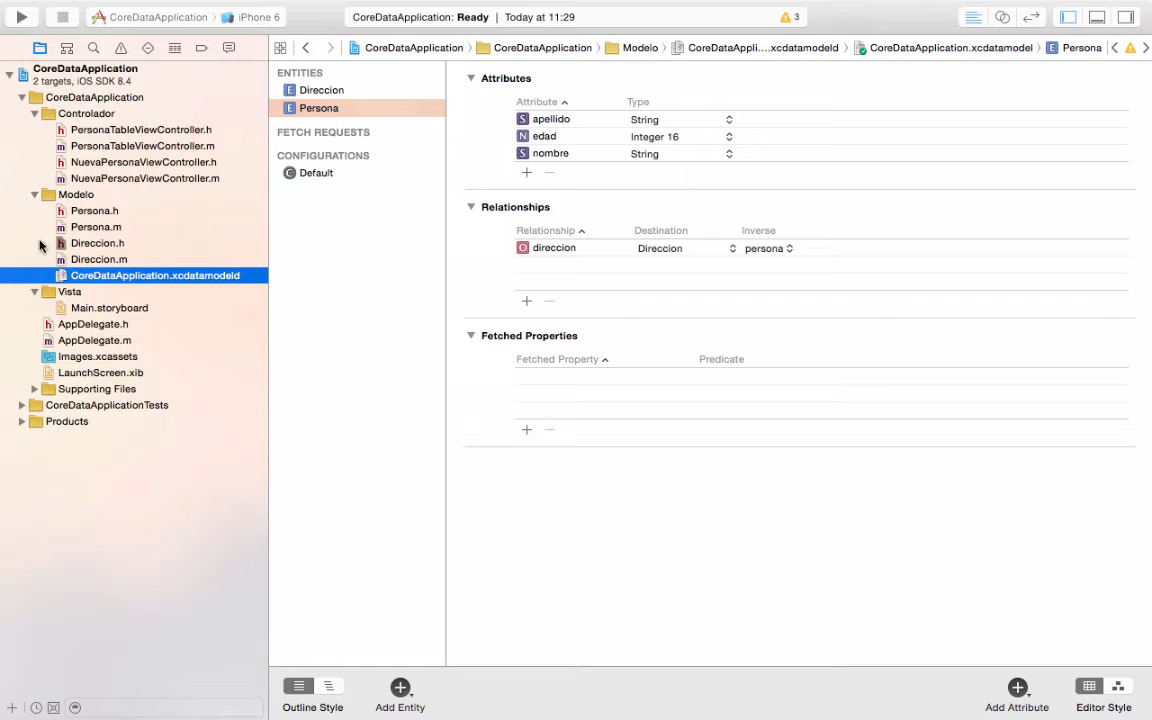 CoreDataApplication
iPhone 6
CoreDataApplication: Ready | Today at 11:29
3
CoreDataApplication
2 targets, iOS SDK 8.4
CoreDataApplication
Controlador
h PersonaTableViewController.h
m PersonaTableViewController.m
h NuevaPersonaViewController.h
m NuevaPersonaViewController.m
Modelo
h Persona.h
m Persona.m
h Direccion.h
m Direccion.m
CoreDataApplication.xcdatamodeld
Vista
Main.storyboard
h AppDelegate.h
m AppDelegate.m
Images.xcassets
LaunchScreen.xib
Supporting Files
CoreDataApplicationTests
Products
CoreDataApplication
CoreDataApplication
Modelo
CoreDataAppli....xcdatamodeld
CoreDataApplication.xcdatamodel
E Persona
ENTITIES
E Direccion
E Persona
FETCH REQUESTS
CONFIGURATIONS
C Default
Attributes
Attribute Type
S apellido String
N edad Integer 16
S nombre String
Relationships
Relationship Destination Inverse
O direccion Direccion persona
Fetched Properties
Fetched Property Predicate
Outline Style
Add Entity
Add Attribute
Editor Style